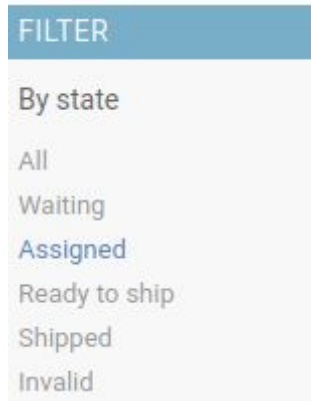 FILTER
By state
All
Waiting
Assigned
Ready to ship
Shipped
Invalid